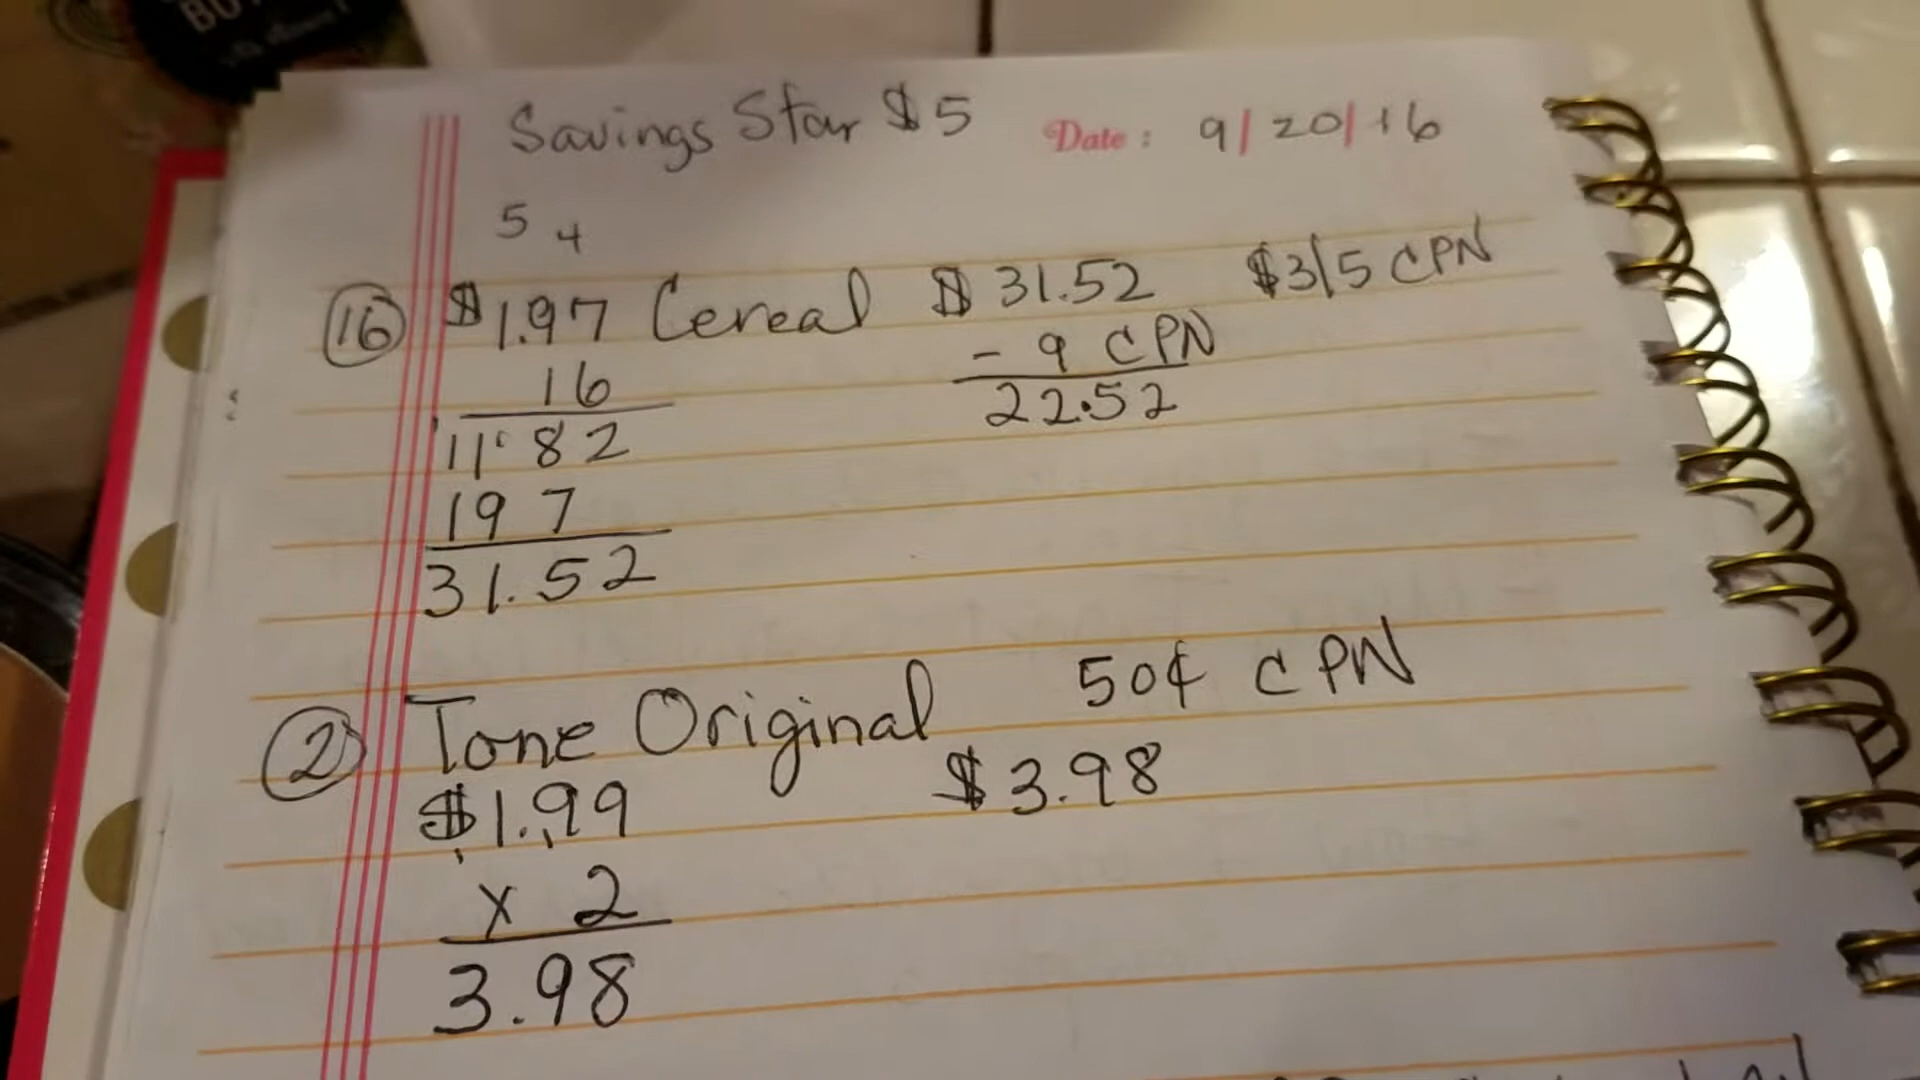 Savings Star $5 Date: 9/20/16
5 4
16 $1.97 Cereal $31.52 $3/5 CPN
16 - 9 CPN
11.82 22.52
197
31.52
2 Tone Original 50¢ CPN
$1.99 $3.98
x 2
3.98